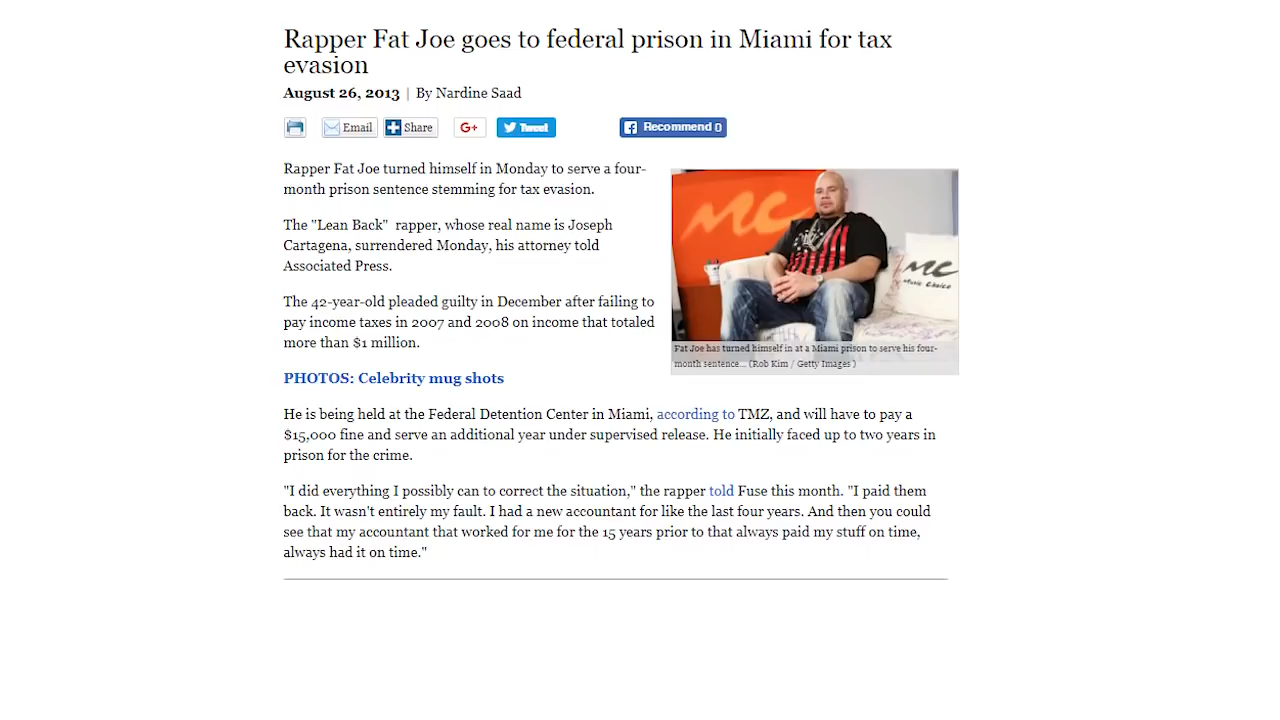 Rapper Fat Joe goes to federal prison in Miami for tax
evasion
August 26, 2013 | By Nardine Saad
Email
Share
G+
Tweet
Recommend 0
Rapper Fat Joe turned himself in Monday to serve a four-
month prison sentence stemming for tax evasion.
The "Lean Back" rapper, whose real name is Joseph
Cartagena, surrendered Monday, his attorney told
Associated Press.
The 42-year-old pleaded guilty in December after failing to
pay income taxes in 2007 and 2008 on income that totaled
more than $1 million.
MC
MC
Music Choice
Fat Joe has turned himself in at a Miami prison to serve his four-
month sentence... (Rob Kim / Getty Images )
PHOTOS: Celebrity mug shots
He is being held at the Federal Detention Center in Miami, according to TMZ, and will have to pay a
$15,000 fine and serve an additional year under supervised release. He initially faced up to two years in
prison for the crime.
"I did everything I possibly can to correct the situation," the rapper told Fuse this month. "I paid them
back. It wasn't entirely my fault. I had a new accountant for like the last four years. And then you could
see that my accountant that worked for me for the 15 years prior to that always paid my stuff on time,
always had it on time."